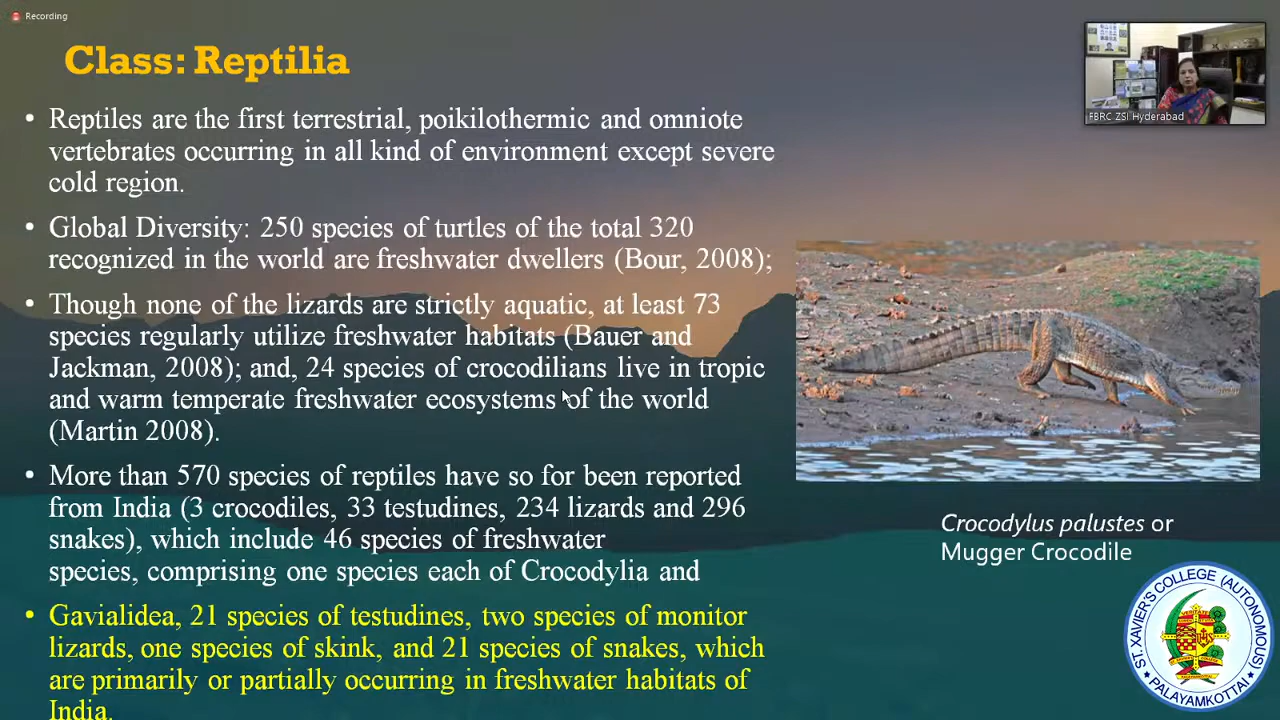 Recording
Class: Reptilia
• Reptiles are the first terrestrial, poikilothermic and omniote
vertebrates occurring in all kind of environment except severe
cold region.
• Global Diversity: 250 species of turtles of the total 320
recognized in the world are freshwater dwellers (Bour, 2008);
• Though none of the lizards are strictly aquatic, at least 73
species regularly utilize freshwater habitats (Bauer and
Jackman, 2008); and, 24 species of crocodilians live in tropic
and warm temperate freshwater ecosystems of the world
(Martin 2008).
• More than 570 species of reptiles have so for been reported
from India (3 crocodiles, 33 testudines, 234 lizards and 296
snakes), which include 46 species of freshwater
species, comprising one species each of Crocodylia and
• Gavialidea, 21 species of testudines, two species of monitor
lizards, one species of skink, and 21 species of snakes, which
are primarily or partially occurring in freshwater habitats of
India.
FBRC ZSI Hyderabad
Crocodylus palustes or
Mugger Crocodile
ST. XAVIER'S COLLEGE (AUTONOMOUS)
PALAYAMKOTTAI